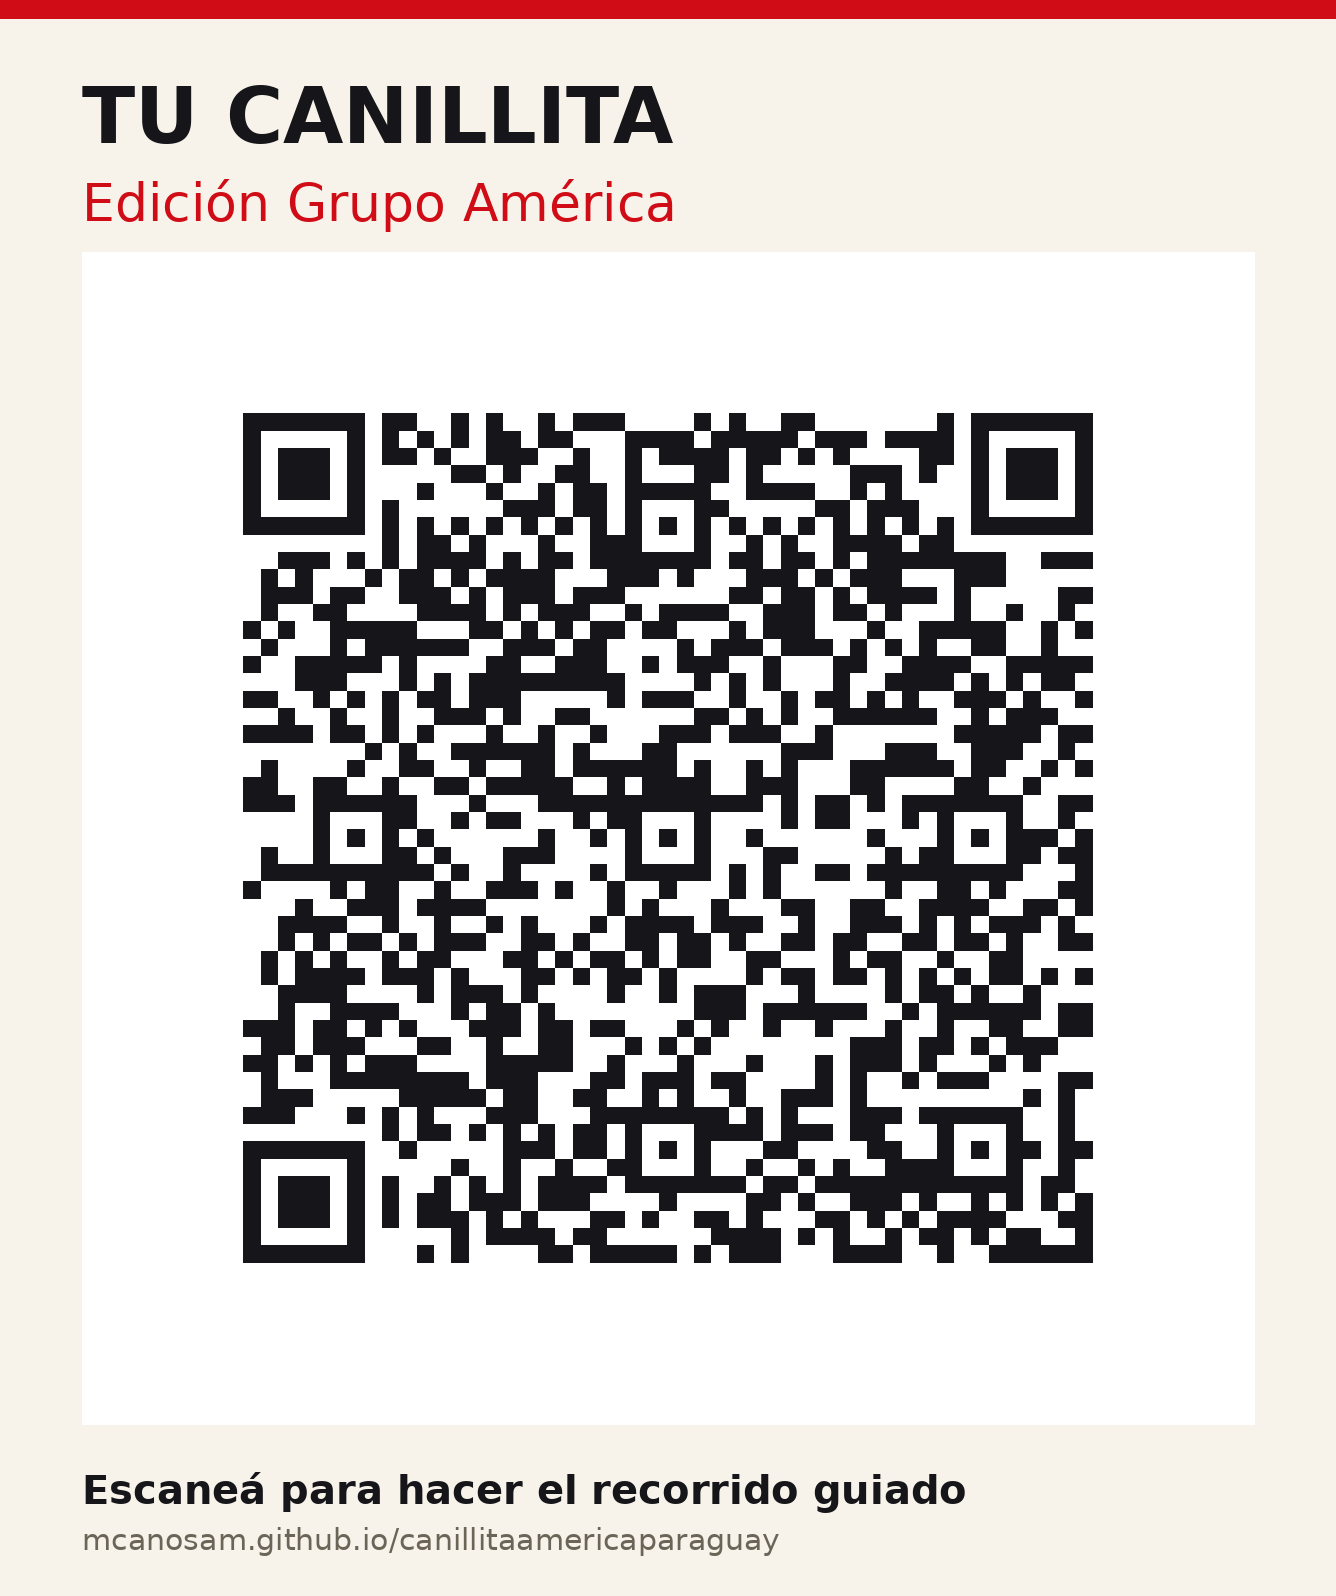 TU CANILLITA
Edición Grupo América
Escaneá para hacer el recorrido guiado
mcanosam.github.io/canillitaamericaparaguay